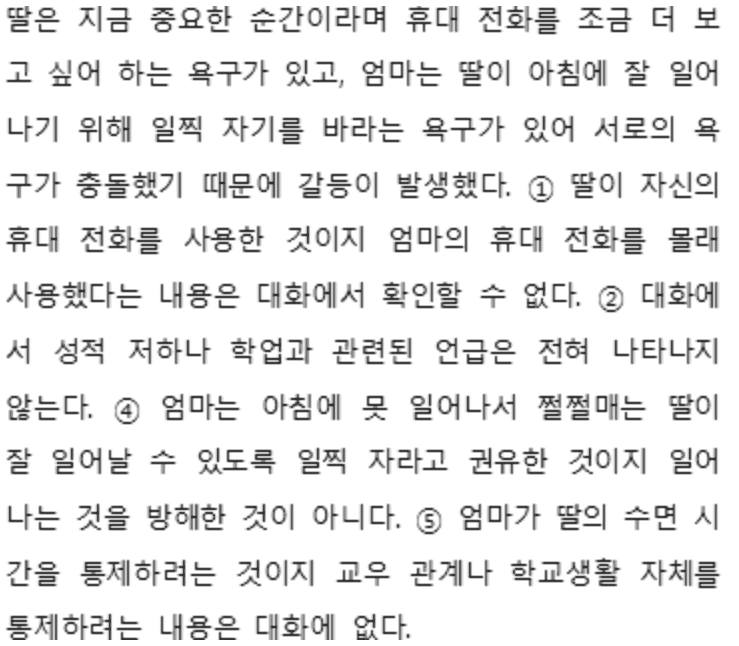 딸은 지금 중요한 순간이라며 휴대 전화를 조금 더 보
고 싶어 하는 욕구가 있고, 엄마는 딸이 아침에 잘 일어
나기 위해 일찍 자기를 바라는 욕구가 있어 서로의 욕
구가 충돌했기 때문에 갈등이 발생했다. ① 딸이 자신의
휴대 전화를 사용한 것이지 엄마의 휴대 전화를 몰래
사용했다는 내용은 대화에서 확인할 수 없다. ② 대화에
서 성적 저하나 학업과 관련된 언급은 전혀 나타나지
않는다. ④ 엄마는 아침에 못 일어나서 쩔쩔매는 딸이
잘 일어날 수 있도록 일찍 자라고 권유한 것이지 일어
나는 것을 방해한 것이 아니다. ⑤ 엄마가 딸의 수면 시
간을 통제하려는 것이지 교우 관계나 학교생활 자체를
통제하려는 내용은 대화에 없다.